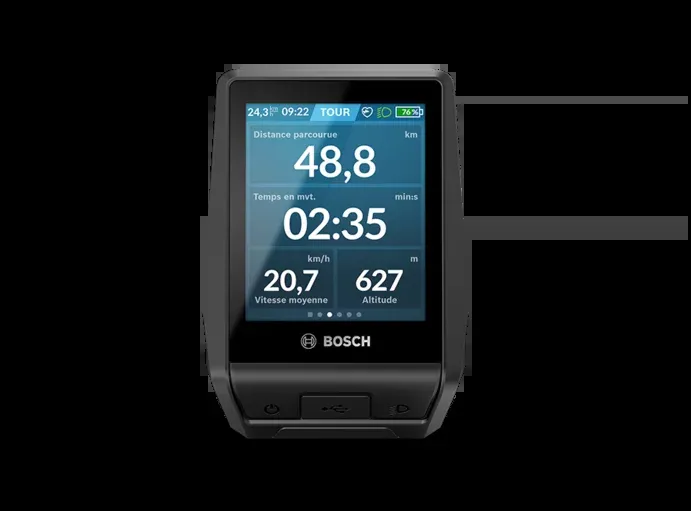 24,3 km/h 09:22 TOUR 76%
Distance parcourue km
48,8
Temps en mvt. min:s
02:35
km/h m
20,7 627
Vitesse moyenne Altitude
BOSCH